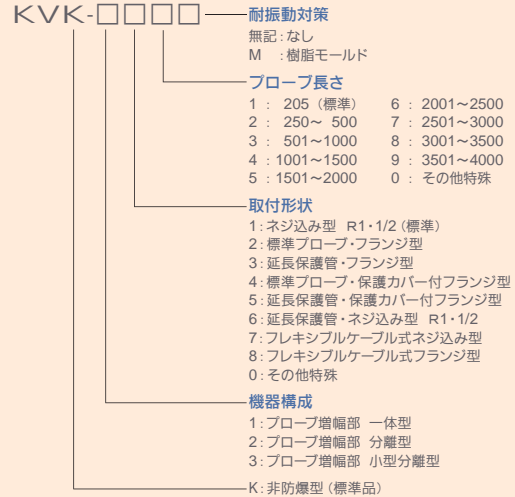 KVK-□□□□
耐振動対策
無記：なし
M ：樹脂モールド
プローブ長さ
1 ： 205（標準） 6 ： 2001～2500
2 ： 250～ 500 7 ： 2501～3000
3 ： 501～1000 8 ： 3001～3500
4 ：1001～1500 9 ： 3501～4000
5 ：1501～2000 0 ： その他特殊
取付形状
1：ネジ込み型 R1・1/2（標準）
2：標準プローブ・フランジ型
3：延長保護管・フランジ型
4：標準プローブ・保護カバー付フランジ型
5：延長保護管・保護カバー付フランジ型
6：延長保護管・ネジ込み型 R1・1/2
7：フレキシブルケーブル式ネジ込み型
8：フレキシブルケーブル式フランジ型
0：その他特殊
機器構成
1：プローブ増幅部 一体型
2：プローブ増幅部 分離型
3：プローブ増幅部 小型分離型
K：非防爆型（標準品）